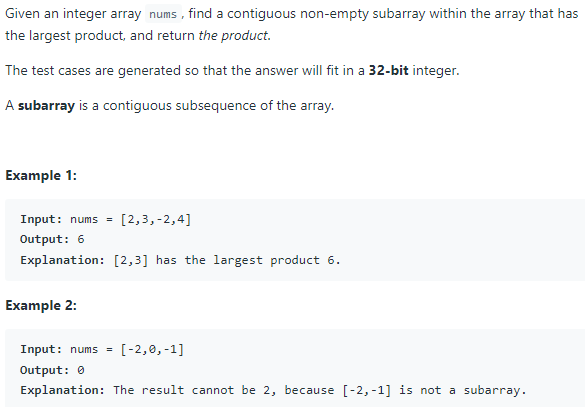 Given an integer array nums , find a contiguous non-empty subarray within the array that has
the largest product, and return the product.
The test cases are generated so that the answer will fit in a 32-bit integer.
A subarray is a contiguous subsequence of the array.
Example 1:
Input: nums = [2,3,-2,4]
Output: 6
Explanation: [2,3] has the largest product 6.
Example 2:
Input: nums = [-2,0,-1]
Output: 0
Explanation: The result cannot be 2, because [-2,-1] is not a subarray.